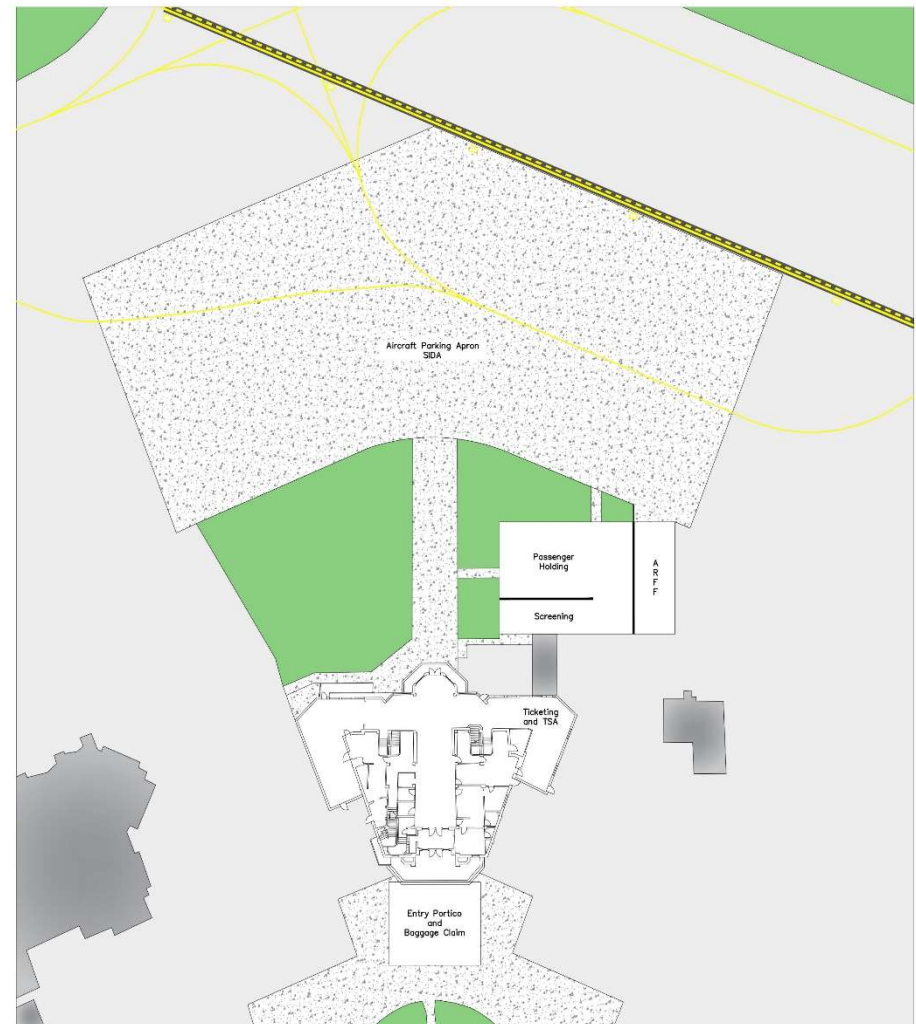 Aircraft Parking Apron
SIDA
Passenger
Holding
A
R
F
F
Screening
Ticketing
and TSA
Entry Portico
and
Baggage Claim